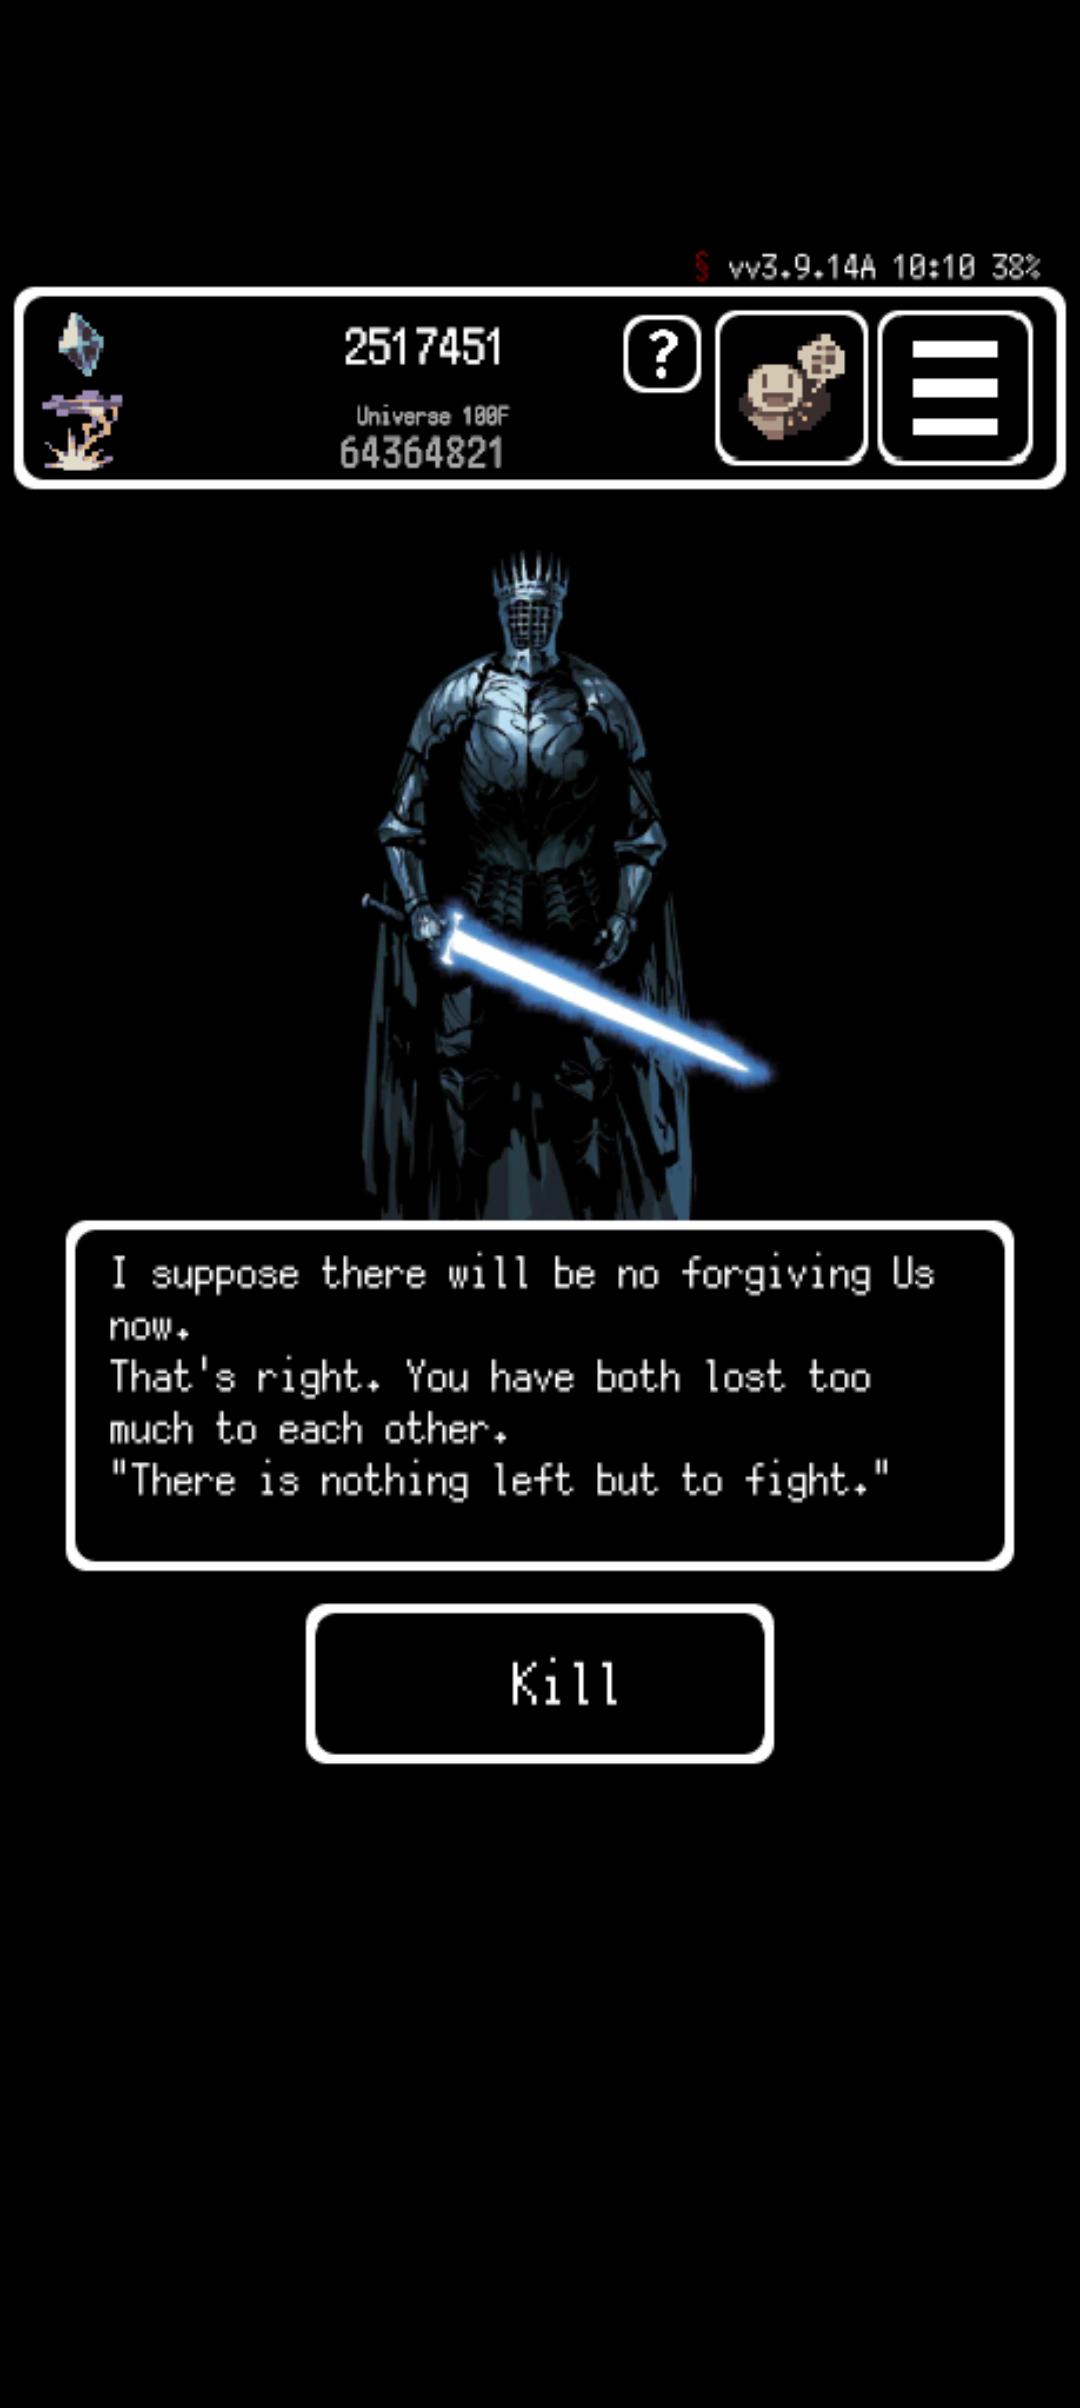 § vv3.9.14A 10:10 38%
2517451
?
Universe 100F
64364821
I suppose there will be no forgiving Us
now.
That's right. You have both lost too
much to each other.
"There is nothing left but to fight."
Kill